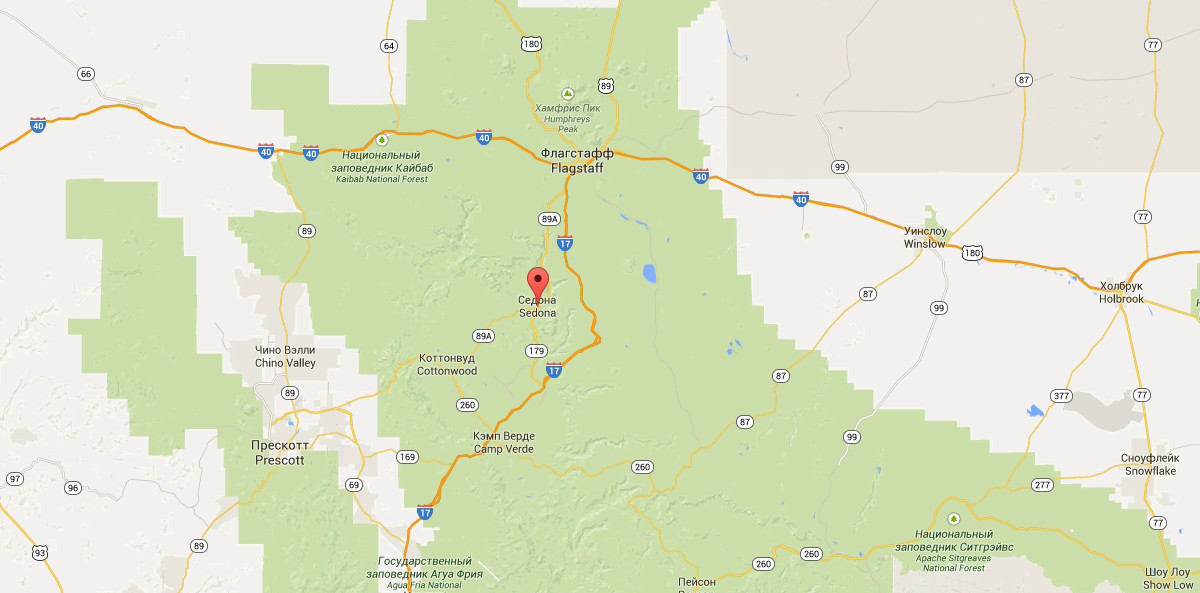 180
64
77
66
89
87
Хамфрис Пик
Humphreys
Peak
40
40
40
40
Национальный
заповедник Кайбаб
Kaibab National Forest
Флагстафф
Flagstaff
99
40
40
89
89A
77
17
Уинслоу
Winslow
180
Седона
Sedona
87
99
Холбрук
Holbrook
89A
179
Чино Вэлли
Chino Valley
Коттонвуд
Cottonwood
17
87
89
260
377
77
87
Прескотт
Prescott
Кэмп Верде
Camp Verde
99
169
260
Сноуфлейк
Snowflake
97
96
69
277
17
77
93
89
Национальный
заповедник Ситгрэйвс
Apache Sitgreaves
National Forest
260
260
Государственный
заповедник Агуа Фрия
Agua Fria National
Пейсон
Шоу Лоу
Show Low